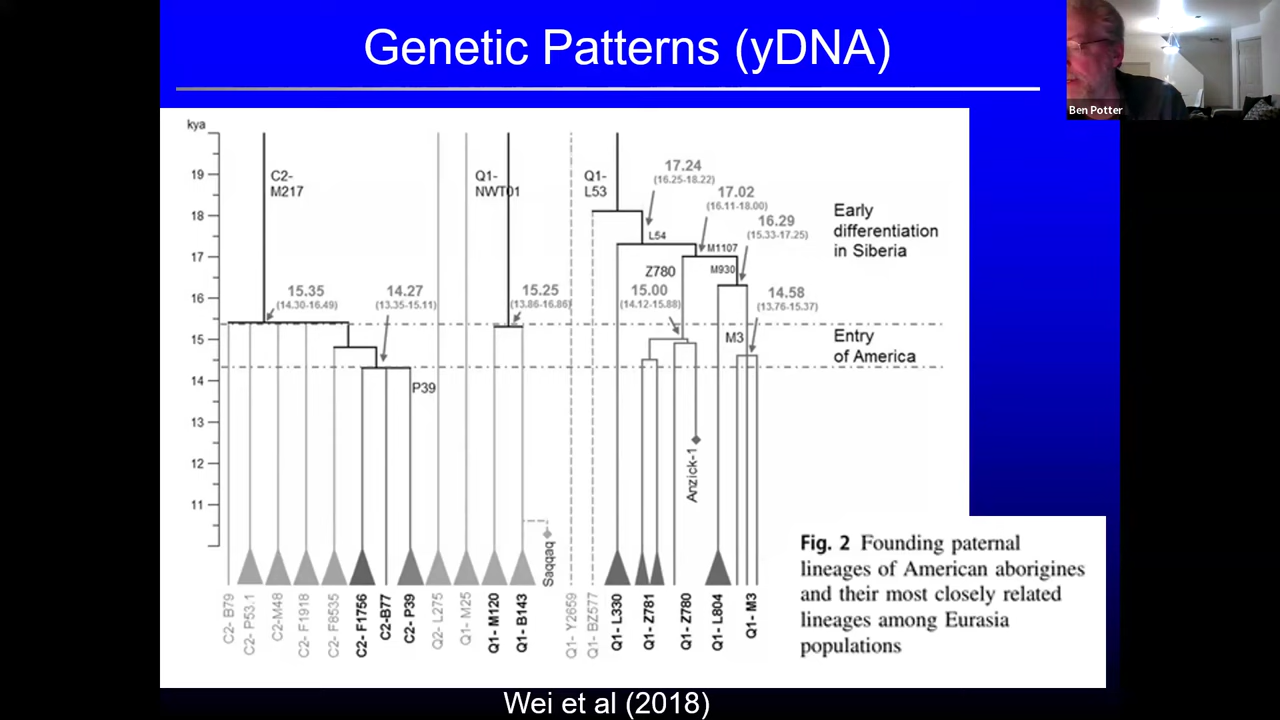 Genetic Patterns (yDNA)
Ben Potter
kya
19
18
17
16
15
14
13
12
11
C2-
M217
Q1-
NWT01
Q1-
L53
17.24
(16.25-18.22)
17.02
(16.11-18.00)
16.29
(15.33-17.25)
L54
M1107
M930
Z780
15.00
(14.12-15.88)
15.35
(14.30-16.49)
14.27
(13.35-15.11)
15.25
(13.86-16.86)
14.58
(13.76-15.37)
M3
P39
Early
differentiation
in Siberia
Entry
of America
Anzick-1
Saqqaq
C2- B79
C2- P53.1
C2-M48
C2- F1918
C2- F8535
C2- F1756
C2-B77
C2- P39
Q2- L275
Q1- M25
Q1- M120
Q1- B143
Q1- Y2659
Q1- BZ577
Q1- L330
Q1- Z781
Q1- Z780
Q1- L804
Q1- M3
Fig. 2 Founding paternal
lineages of American aborigines
and their most closely related
lineages among Eurasia
populations
Wei et al (2018)